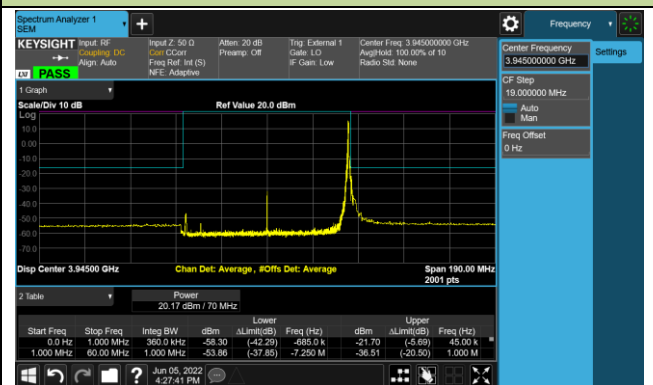 Spectrum Analyzer 1
SEM
Frequency
KEYSIGHT
Input: RF
Coupling: DC
Align: Auto
Input Z: 50 Ω
Corr CCorr
Freq Ref: Int (S)
NFE: Adaptive
Atten: 20 dB
Preamp: Off
Trig: External 1
Gate: LO
IF Gain: Low
Center Freq: 3.945000000 GHz
Avg|Hold: 100.00% of 10
Radio Std: None
LXI
PASS
Center Frequency
3.945000000 GHz
Settings
CF Step
19.000000 MHz
Auto
Man
Freq Offset
0 Hz
1 Graph
Scale/Div 10 dB
Ref Value 20.0 dBm
Log
10.0
0.00
-10.0
-20.0
-30.0
-40.0
-50.0
-60.0
-70.0
Disp Center 3.94500 GHz
Chan Det: Average , #Offs Det: Average
Span 190.00 MHz
2001 pts
2 Table
Power
20.17 dBm / 70 MHz
Lower Upper
Start Freq Stop Freq Integ BW dBm ΔLimit(dB) Freq (Hz) dBm ΔLimit(dB) Freq (Hz)
0.0 Hz 1.000 MHz 360.0 kHz -58.30 (-42.29) -685.0 k -21.70 (-5.69) 45.00 k
1.000 MHz 60.00 MHz 1.000 MHz -53.86 (-37.85) -7.250 M -36.51 (-20.50) 1.000 M
?
Jun 05, 2022
4:27:41 PM